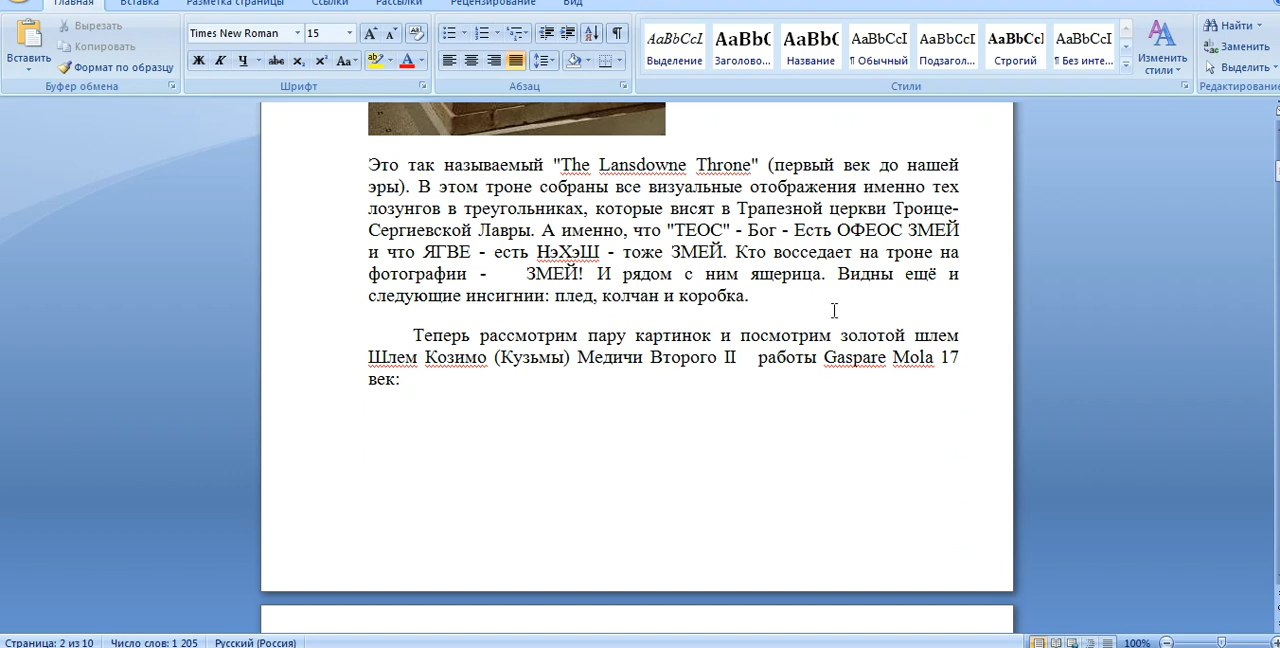 Главная Вставка Разметка страницы Ссылки Рассылки Рецензирование Вид
Вставить
Вырезать
Копировать
Формат по образцу
Буфер обмена
Times New Roman 15
Ж К Ч abc x₂ x² Aa
Шрифт
Абзац
AaBbCcI AaBbC AaBbC AaBbCcI AaBbCcI AaBbCcI AaBbCcI
Выделение Заголово... Название ¶ Обычный Подзагол... Строгий ¶ Без инте...
Стили
Изменить
стили
Найти
Заменить
Выделить
Редактирование
Это так называемый "The Lansdowne Throne" (первый век до нашей
эры). В этом троне собраны все визуальные отображения именно тех
лозунгов в треугольниках, которые висят в Трапезной церкви Троице-
Сергиевской Лавры. А именно, что "ТЕОС" - Бог - Есть ОФЕОС ЗМЕЙ
и что ЯГВЕ - есть НэХэШ - тоже ЗМЕЙ. Кто восседает на троне на
фотографии - ЗМЕЙ! И рядом с ним ящерица. Видны ещё и
следующие инсигнии: плед, колчан и коробка.
Теперь рассмотрим пару картинок и посмотрим золотой шлем
Шлем Козимо (Кузьмы) Медичи Второго II работы Gaspare Mola 17
век:
Страница: 2 из 10 Число слов: 1 205 Русский (Россия) 100%